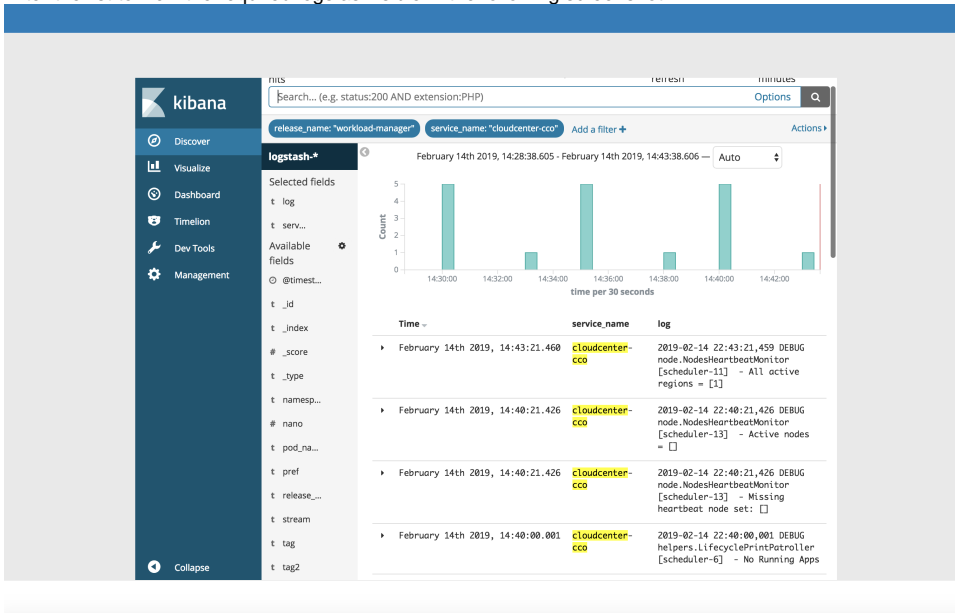 hits
refresh
minutes
kibana
Search... (e.g. status:200 AND extension:PHP)
Options
release_name: "workload-manager"
service_name: "cloudcenter-cco"
Add a filter +
Actions
Discover
Visualize
Dashboard
Timelion
Dev Tools
Management
Collapse
logstash-*
Selected fields
t log
t serv...
Available fields
@timest...
t _id
t _index
# _score
t _type
t namesp...
# nano
t pod_na...
t pref
t release_...
t stream
t tag
t tag2
February 14th 2019, 14:28:38.605 - February 14th 2019, 14:43:38.606 —
Auto
Count
5
4
3
2
1
0
14:30:00
14:32:00
14:34:00
14:36:00
14:38:00
14:40:00
14:42:00
time per 30 seconds
Time
service_name
log
February 14th 2019, 14:43:21.460
cloudcenter-
cco
2019-02-14 22:43:21,459 DEBUG
node.NodesHeartbeatMonitor
[scheduler-11] - All active
regions = [1]
February 14th 2019, 14:40:21.426
cloudcenter-
cco
2019-02-14 22:40:21,426 DEBUG
node.NodesHeartbeatMonitor
[scheduler-13] - Active nodes
= []
February 14th 2019, 14:40:21.426
cloudcenter-
cco
2019-02-14 22:40:21,426 DEBUG
node.NodesHeartbeatMonitor
[scheduler-13] - Missing
heartbeat node set: []
February 14th 2019, 14:40:00.001
cloudcenter-
cco
2019-02-14 22:40:00,001 DEBUG
helpers.LifecyclePrintPatroller
[scheduler-6] - No Running Apps